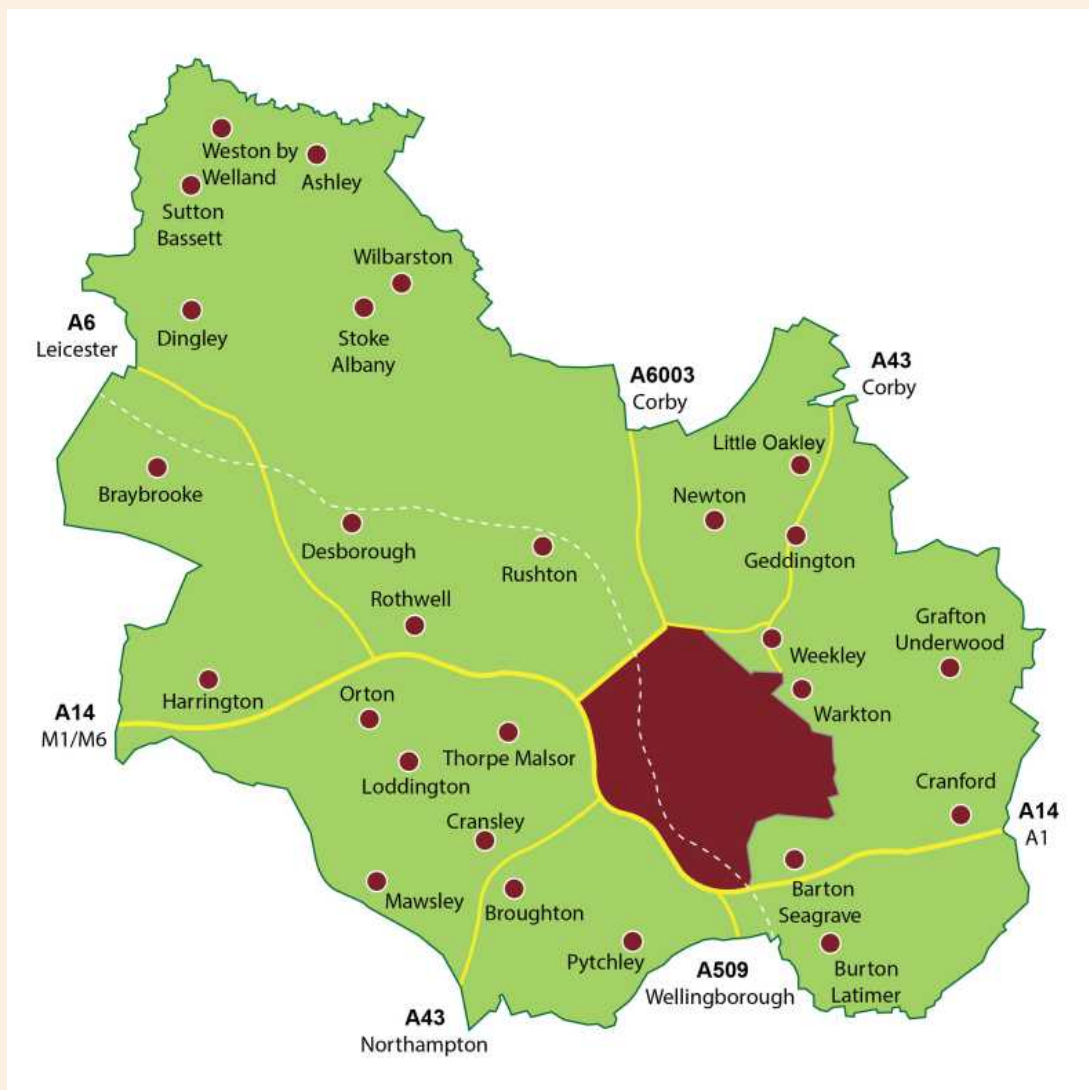 Weston by
Welland
Ashley
Sutton
Bassett
Wilbarston
A6
Leicester
Dingley
Stoke
Albany
A6003
Corby
A43
Corby
Little Oakley
Braybrooke
Newton
Desborough
Geddington
Rushton
Rothwell
Grafton
Underwood
Weekley
Harrington
Orton
A14
M1/M6
Warkton
Thorpe Malsor
Loddington
Cranford
Cransley
A14
A1
Mawsley
Broughton
Barton
Seagrave
Pytchley
A509
Wellingborough
Burton
Latimer
A43
Northampton